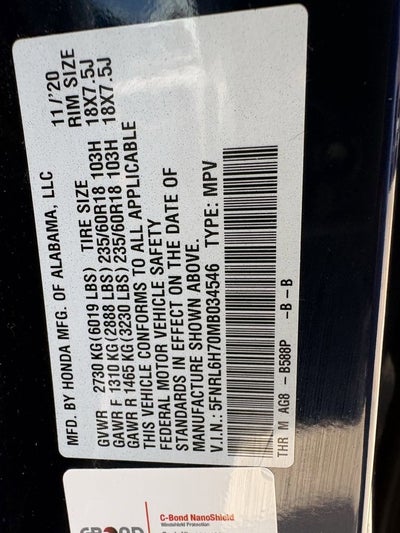 MFD. BY HONDA MFG. OF ALABAMA, LLC 11/'20
TIRE SIZE RIM SIZE
GVWR 2730 KG (6019 LBS)
GAWR F 1310 KG (2888 LBS) 235/60R18 103H 18X7.5J
GAWR R 1465 KG (3230 LBS) 235/60R18 103H 18X7.5J
THIS VEHICLE CONFORMS TO ALL APPLICABLE
FEDERAL MOTOR VEHICLE SAFETY
STANDARDS IN EFFECT ON THE DATE OF
MANUFACTURE SHOWN ABOVE.
V.I.N.: 5FNRL6H70MB034546 TYPE: MPV
THR M AG8 - B588P -B-B
C-Bond NanoShield
Windshield Protection